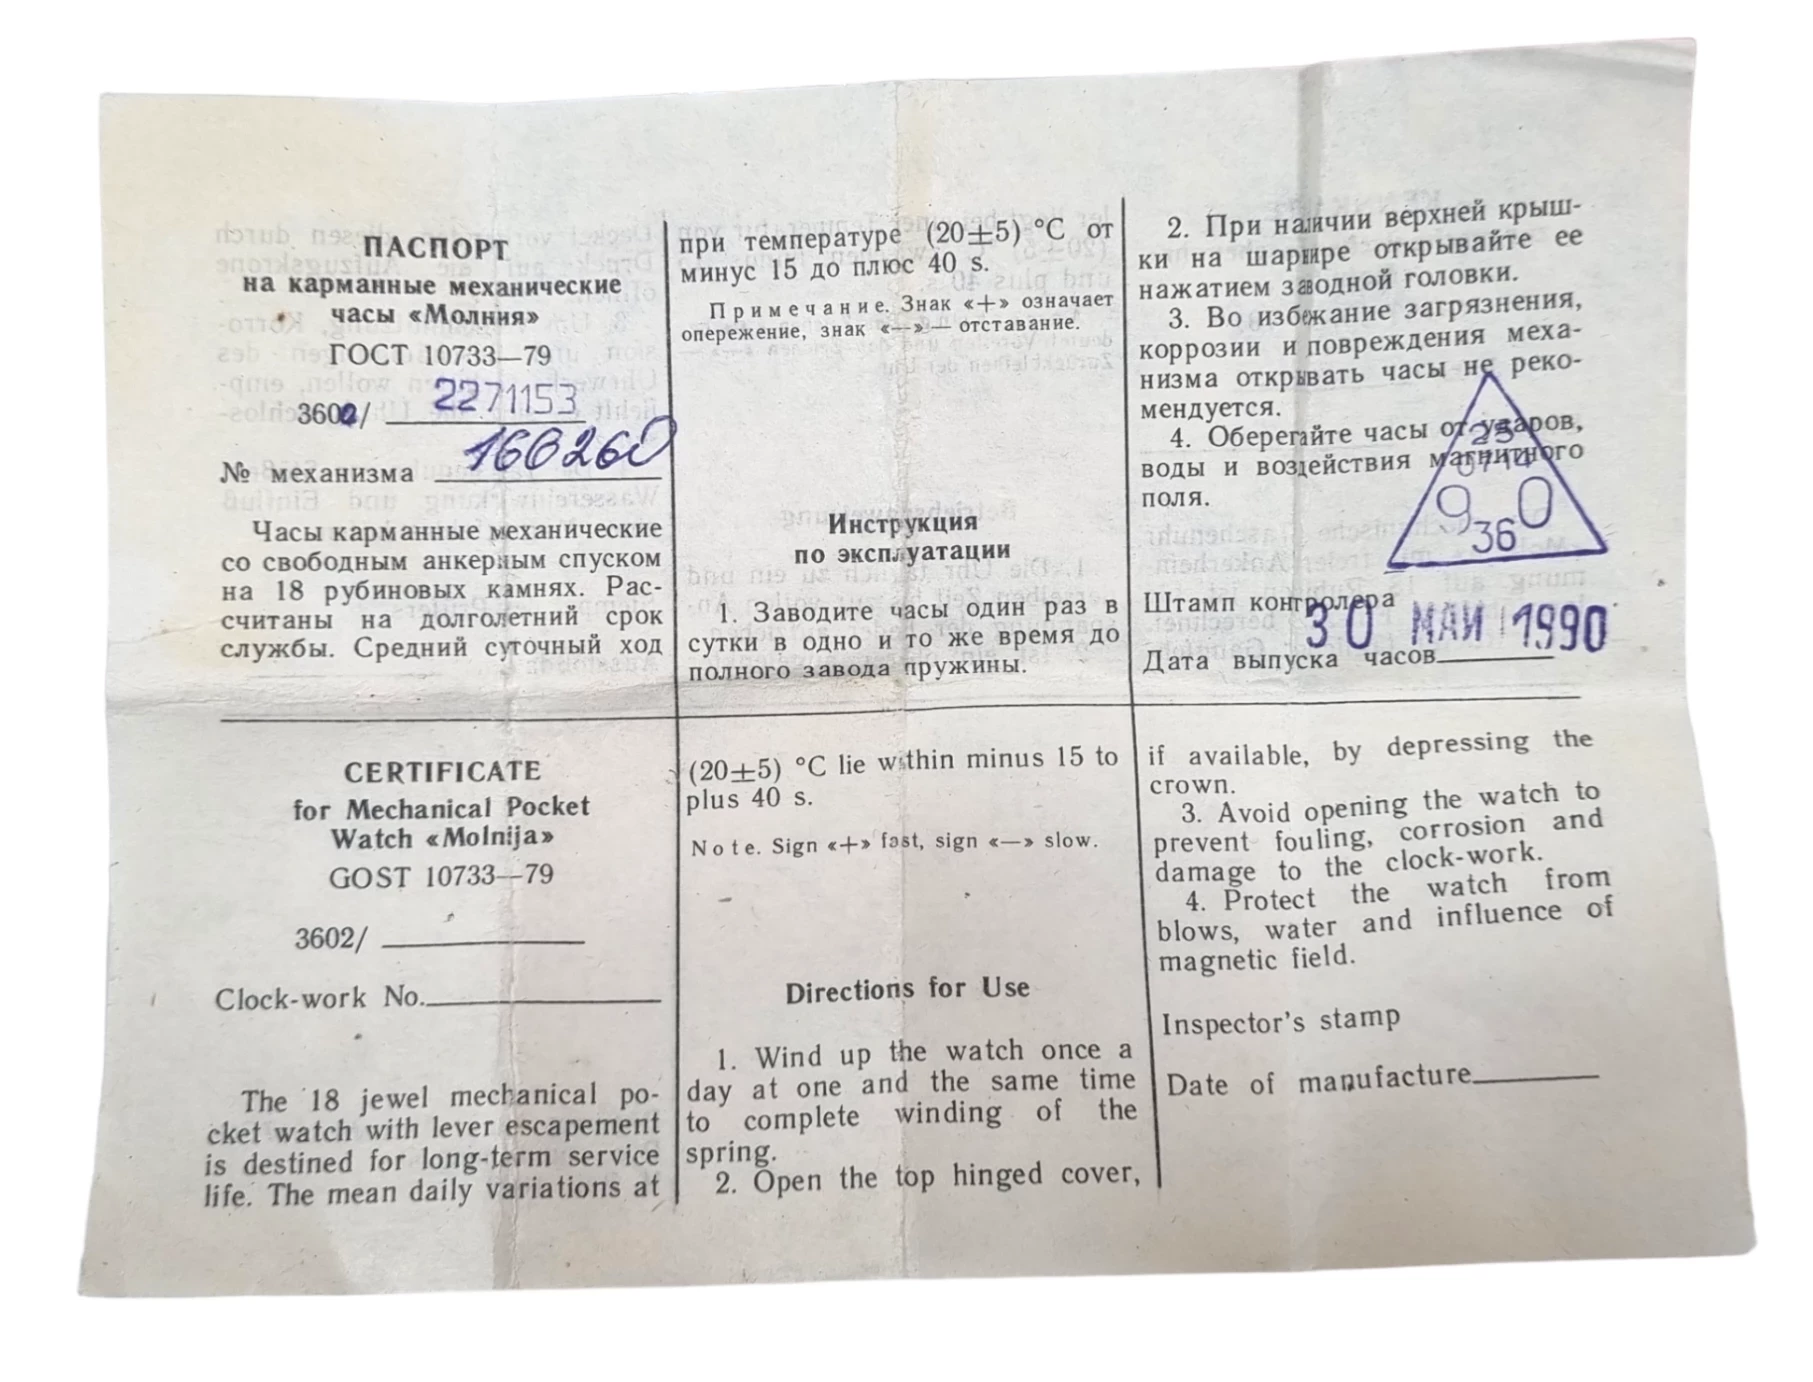 ПАСПОРТ
на карманные механические
часы «Молния»
ГОСТ 10733—79
3602/ 2271153
№ механизма 160260
Часы карманные механические
со свободным анкерным спуском
на 18 рубиновых камнях. Рас-
считаны на долголетний срок
службы. Средний суточный ход
при температуре (20±5) °С от
минус 15 до плюс 40 s.
Примечание. Знак «+» означает
опережение, знак «—» — отставание.
Инструкция
по эксплуатации
1. Заводите часы один раз в
сутки в одно и то же время до
полного завода пружины.
2. При наличии верхней крыш-
ки на шарнире открывайте ее
нажатием заводной головки.
3. Во избежание загрязнения,
коррозии и повреждения меха-
низма открывать часы не реко-
мендуется.
4. Оберегайте часы от ударов,
воды и воздействия магнитного
поля.
25
0714
9 0
36
Штамп контролера
30 МАЙ 1990
Дата выпуска часов
CERTIFICATE
for Mechanical Pocket
Watch «Molnija»
GOST 10733—79
3602/
Clock-work No.
The 18 jewel mechanical po-
cket watch with lever escapement
is destined for long-term service
life. The mean daily variations at
(20±5) °C lie within minus 15 to
plus 40 s.
Note. Sign «+» fast, sign «—» slow.
Directions for Use
1. Wind up the watch once a
day at one and the same time
to complete winding of the
spring.
2. Open the top hinged cover,
if available, by depressing the
crown.
3. Avoid opening the watch to
prevent fouling, corrosion and
damage to the clock-work.
4. Protect the watch from
blows, water and influence of
magnetic field.
Inspector's stamp
Date of manufacture